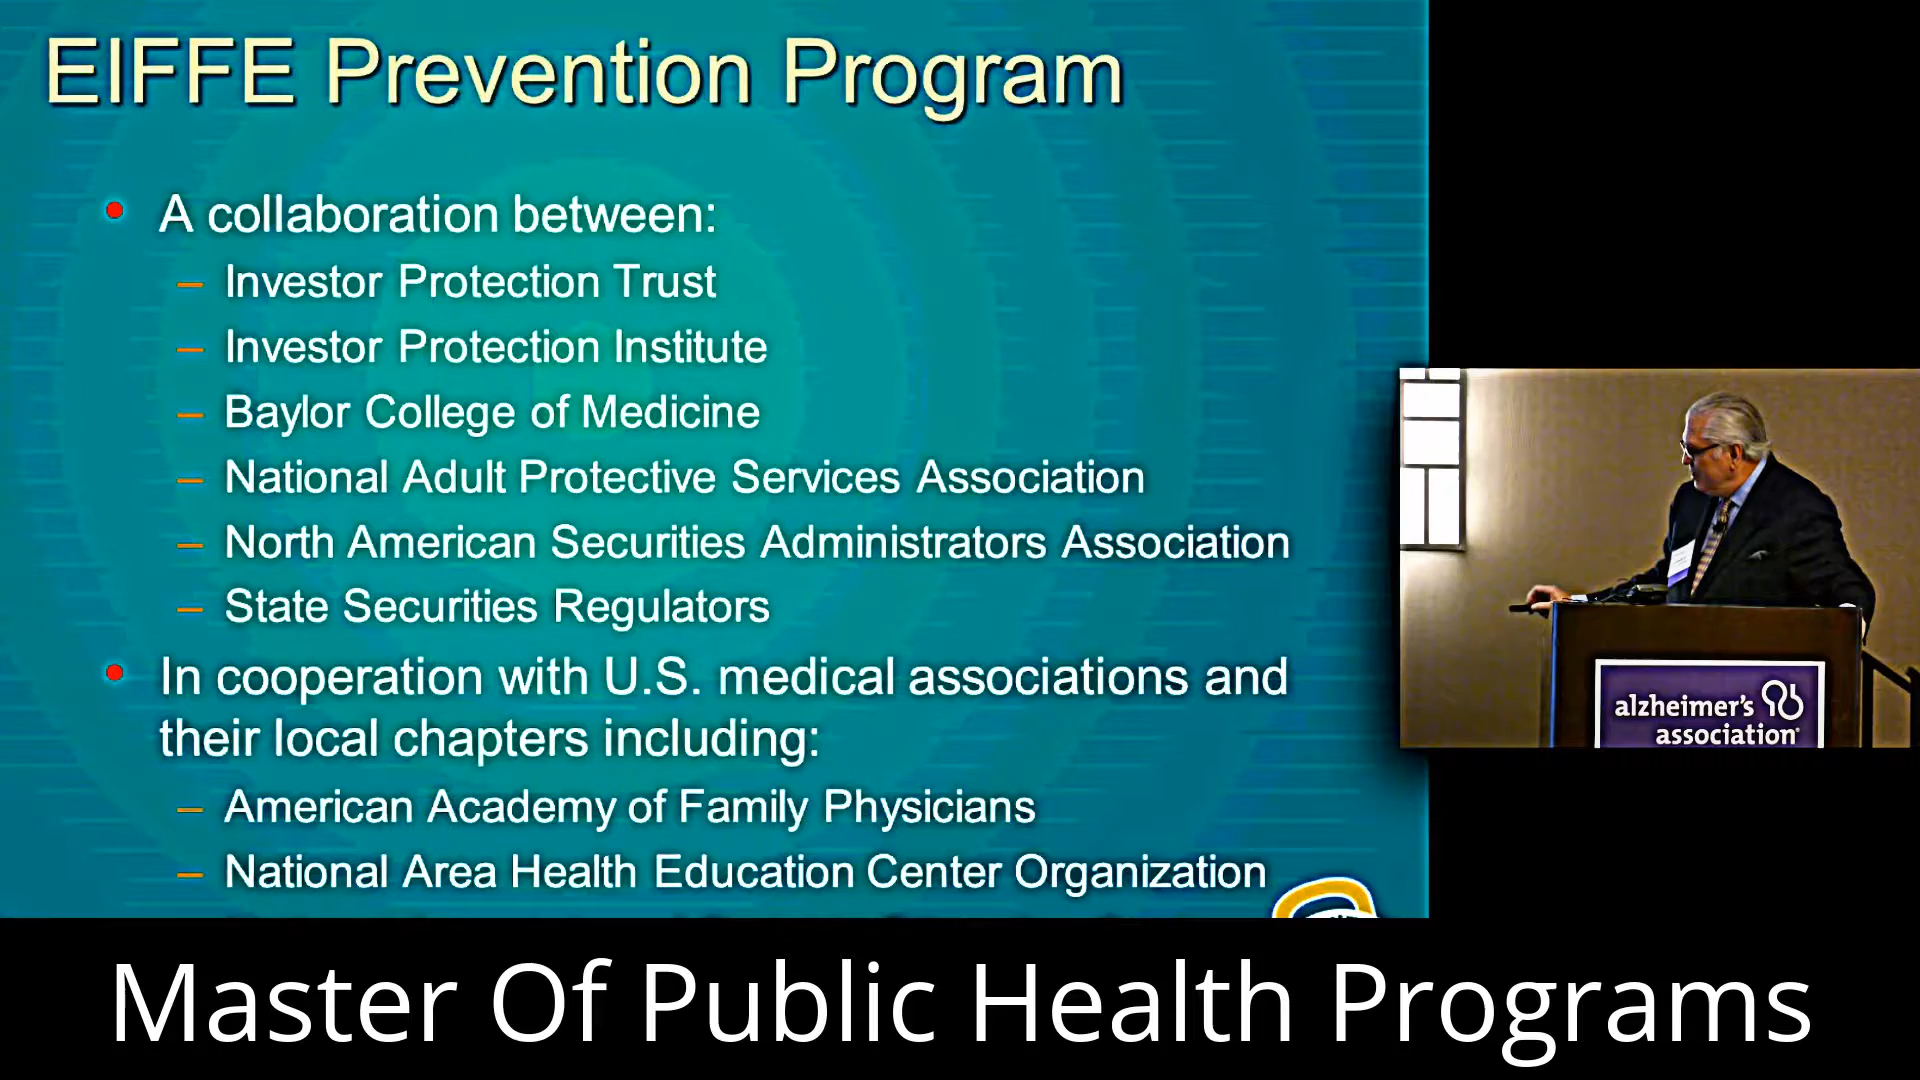 EIFFE Prevention Program
• A collaboration between:
– Investor Protection Trust
– Investor Protection Institute
– Baylor College of Medicine
– National Adult Protective Services Association
– North American Securities Administrators Association
– State Securities Regulators
• In cooperation with U.S. medical associations and
their local chapters including:
– American Academy of Family Physicians
– National Area Health Education Center Organization
alzheimer's
association®
Master Of Public Health Programs